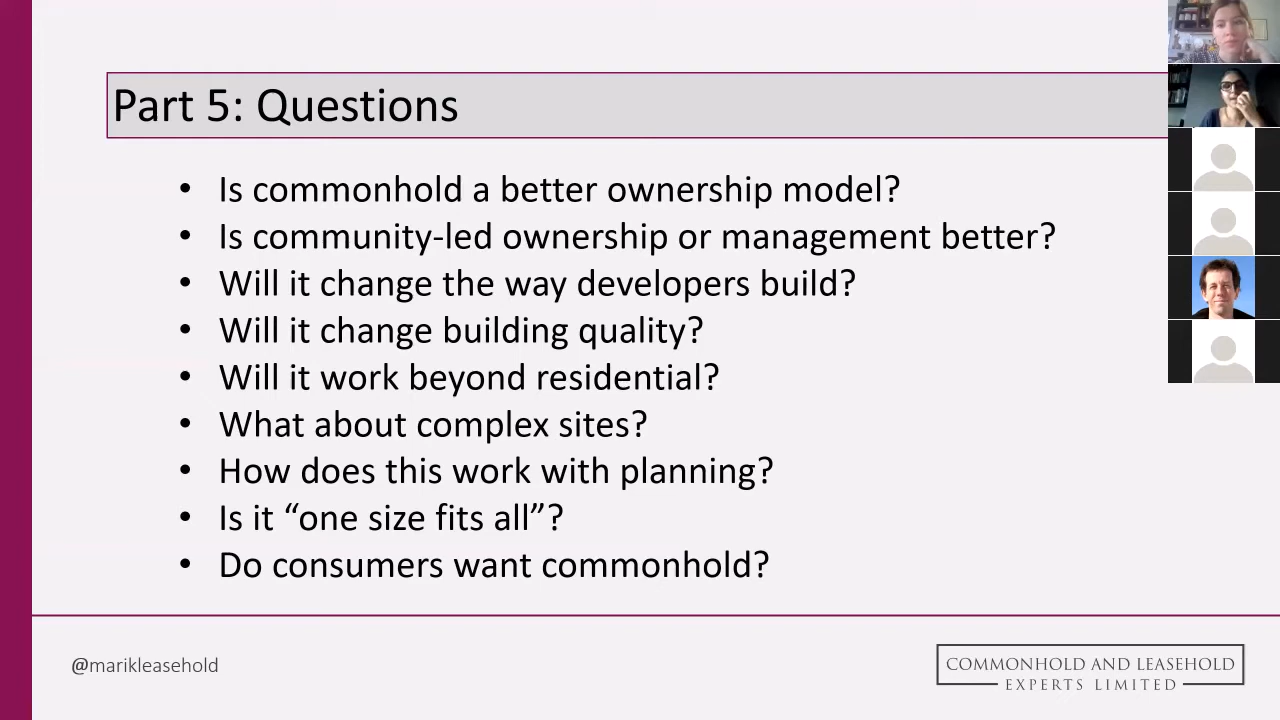 Part 5: Questions
• Is commonhold a better ownership model?
• Is community-led ownership or management better?
• Will it change the way developers build?
• Will it change building quality?
• Will it work beyond residential?
• What about complex sites?
• How does this work with planning?
• Is it “one size fits all”?
• Do consumers want commonhold?
@marikleasehold
COMMONHOLD AND LEASEHOLD
EXPERTS LIMITED